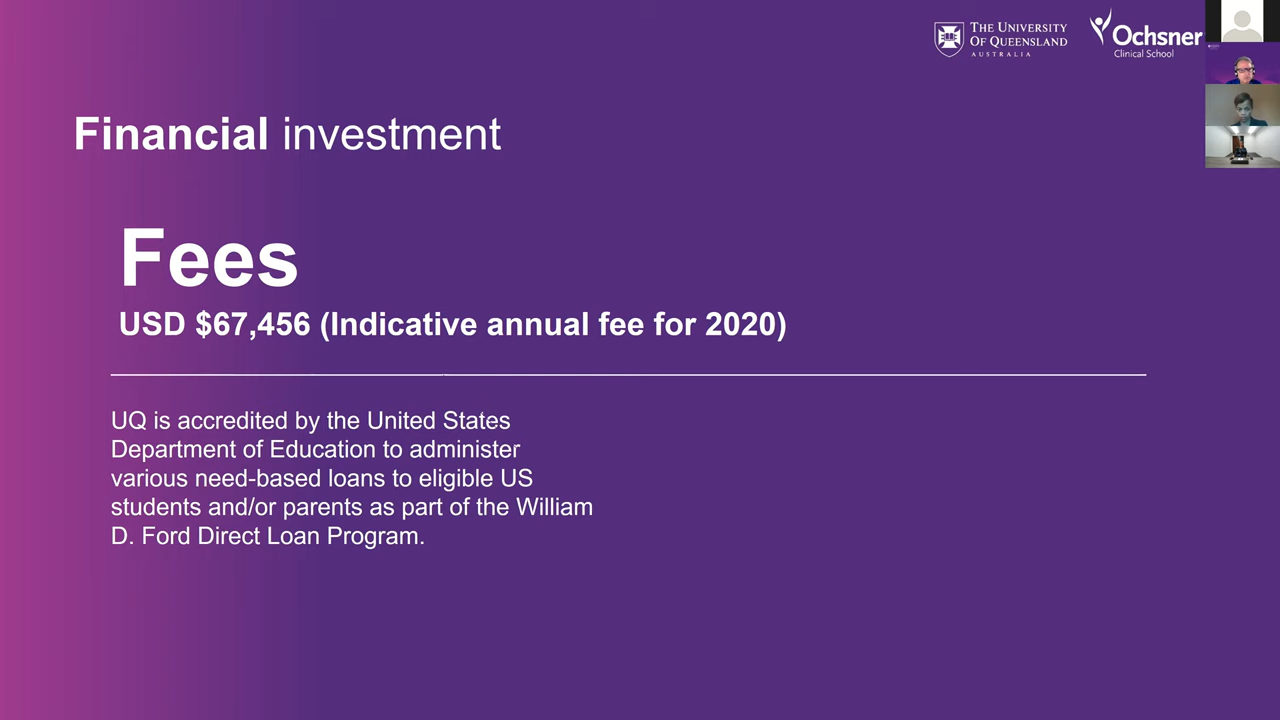 THE UNIVERSITY
OF QUEENSLAND
AUSTRALIA
Ochsner
Clinical School
Financial investment
Fees
USD $67,456 (Indicative annual fee for 2020)
UQ is accredited by the United States
Department of Education to administer
various need-based loans to eligible US
students and/or parents as part of the William
D. Ford Direct Loan Program.